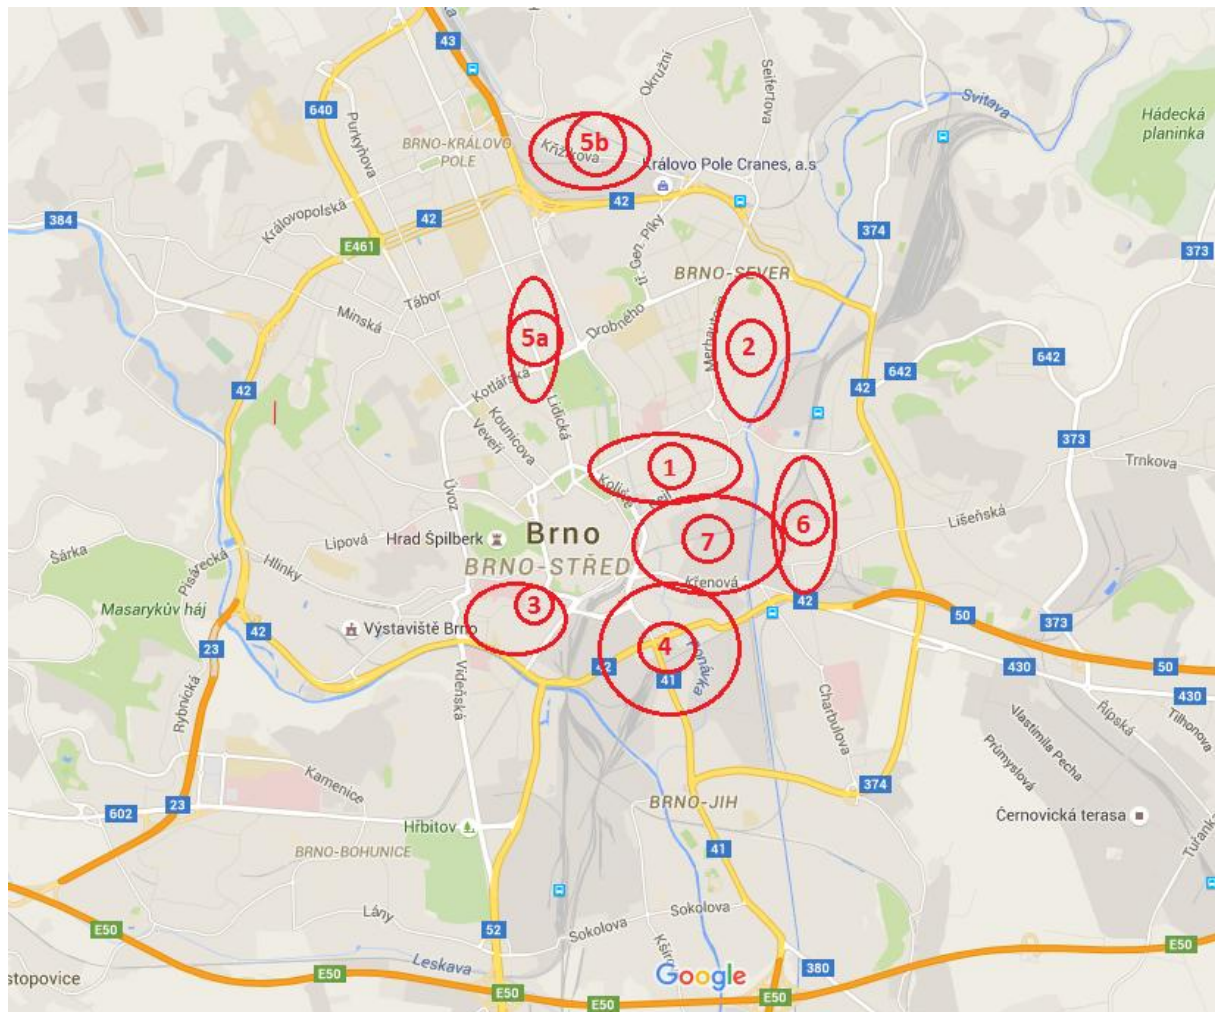 43
Okružní
Seifertova
Svitava
Hádecká
planinka
640
Purkyňova
BRNO-KRÁLOVO
POLE
5b
Křižíkova
Královo Pole Cranes, a.s
384
Královopolská
42
42
374
373
E461
tř. Gen. Píky
BRNO-SEVER
Tábor
Minská
Drobného
Merhautova
5a
2
642
642
42
42
Kotlářská
Lidická
Kounicova
Veveří
373
Trnkova
1
Koliště
Cejl
Úvoz
6
Lišeňská
Hrad Špilberk
Brno
7
Lipová
BRNO-STŘED
Šárka
Pisárecká
Hlinky
Křenová
42
Masarykův háj
3
50
373
42
Výstaviště Brno
4
23
42
41
430
50
430
Rybnická
Vídeňská
Charbulova
Řípská
Tilhonova
Vlastimila Pecha
Průmyslová
Kamenice
374
BRNO-JIH
23
602
Hřbitov
Černovická terasa
41
BRNO-BOHUNICE
Tuřanka
Lány
Sokolova
E50
52
Sokolova
E50
Leskava
380
stopovice
E50
Google
E50
E50
E50